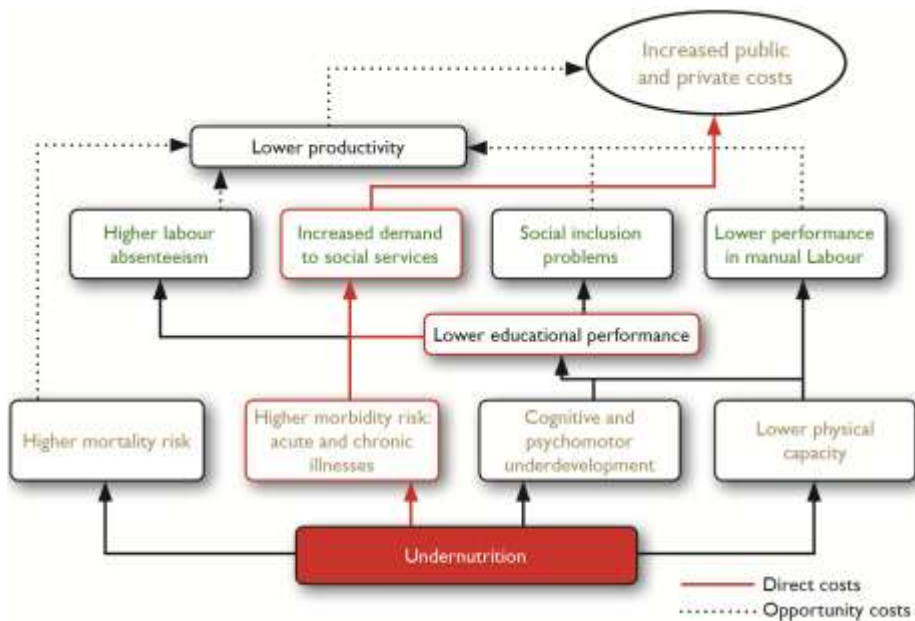 Increased public
and private costs
Lower productivity
Higher labour
absenteeism
Increased demand
to social services
Social inclusion
problems
Lower performance
in manual Labour
Lower educational performance
Higher mortality risk
Higher morbidity risk:
acute and chronic
illnesses
Cognitive and
psychomotor
underdevelopment
Lower physical
capacity
Undernutrition
Direct costs
Opportunity costs